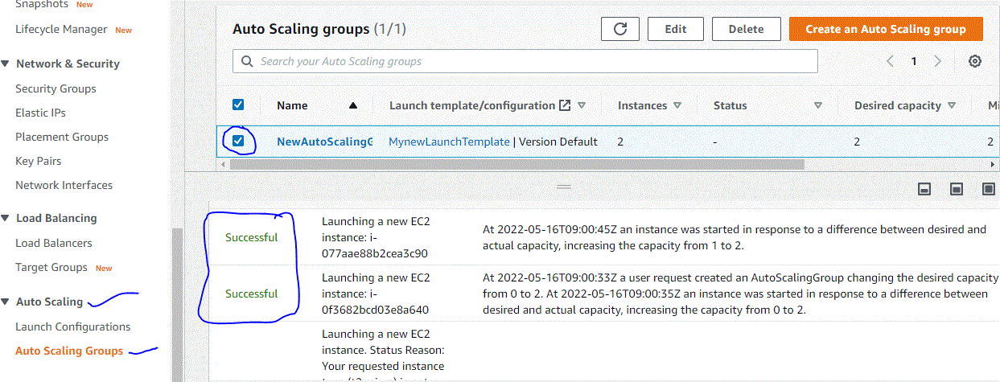 Snapshots New
Lifecycle Manager New
Network & Security
Security Groups
Elastic IPs
Placement Groups
Key Pairs
Network Interfaces
Load Balancing
Load Balancers
Target Groups New
Auto Scaling
Launch Configurations
Auto Scaling Groups
Auto Scaling groups (1/1)
Edit
Delete
Create an Auto Scaling group
Search your Auto Scaling groups
1
Name Launch template/configuration Instances Status Desired capacity Mi
NewAutoScalingG MynewLaunchTemplate | Version Default 2 - 2 2
Successful
Launching a new EC2
instance: i-
077aae88b2cea3c90
At 2022-05-16T09:00:45Z an instance was started in response to a difference between desired and
actual capacity, increasing the capacity from 1 to 2.
Successful
Launching a new EC2
instance: i-
0f3682bcd03e8a640
At 2022-05-16T09:00:33Z a user request created an AutoScalingGroup changing the desired capacity
from 0 to 2. At 2022-05-16T09:00:35Z an instance was started in response to a difference between
desired and actual capacity, increasing the capacity from 0 to 2.
Launching a new EC2
instance. Status Reason:
Your requested instance